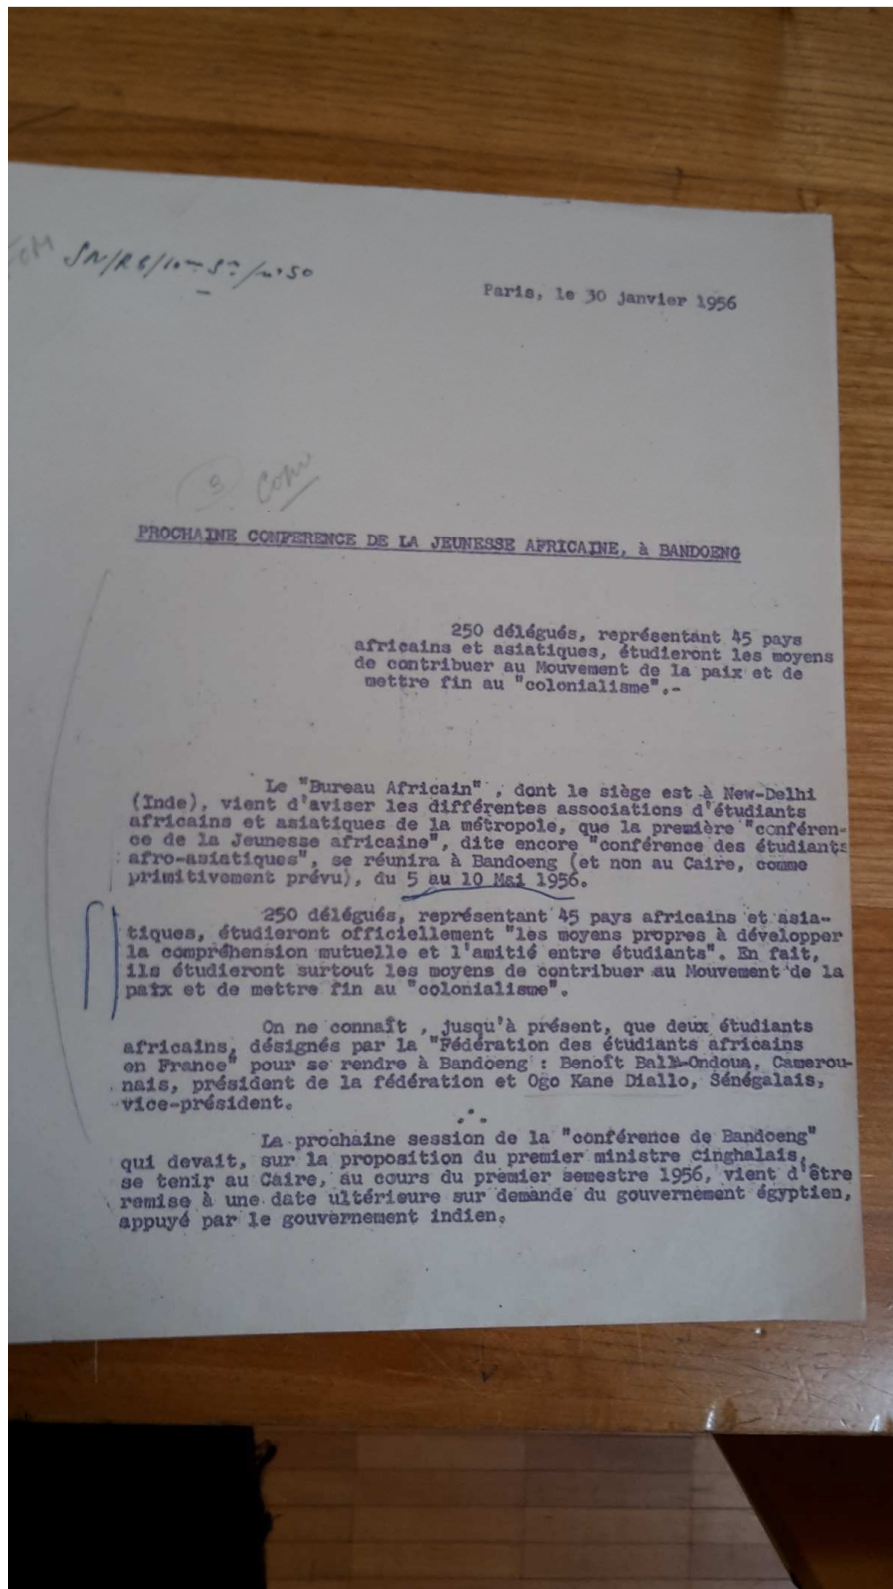 SN/RG/10me Son/n° 50
Paris, le 30 janvier 1956
3 Copie
PROCHAINE CONFERENCE DE LA JEUNESSE AFRICAINE, à BANDOENG
250 délégués, représentant 45 pays
africains et asiatiques, étudieront les moyens
de contribuer au Mouvement de la paix et de
mettre fin au "colonialisme".-
Le "Bureau Africain" , dont le siège est à New-Delhi
(Inde), vient d'aviser les différentes associations d'étudiants
africains et asiatiques de la métropole, que la première "conféren-
ce de la Jeunesse africaine", dite encore "conférence des étudiants
afro-asiatiques", se réunira à Bandoeng (et non au Caire, comme
primitivement prévu), du 5 au 10 Mai 1956.
250 délégués, représentant 45 pays africains et asia-
tiques, étudieront officiellement "les moyens propres à développer
la compréhension mutuelle et l'amitié entre étudiants". En fait,
ils étudieront surtout les moyens de contribuer au Mouvement de la
paix et de mettre fin au "colonialisme".
On ne connaît , jusqu'à présent, que deux étudiants
africains, désignés par la "Fédération des étudiants africains
en France" pour se rendre à Bandoeng : Benoît Ondoua, Camerou-
nais, président de la fédération et Ogo Kane Diallo, Sénégalais,
vice-président.
La prochaine session de la "conférence de Bandoeng"
qui devait, sur la proposition du premier ministre cinghalais,
se tenir au Caire, au cours du premier semestre 1956, vient d'être
remise à une date ultérieure sur demande du gouvernement égyptien,
appuyé par le gouvernement indien.